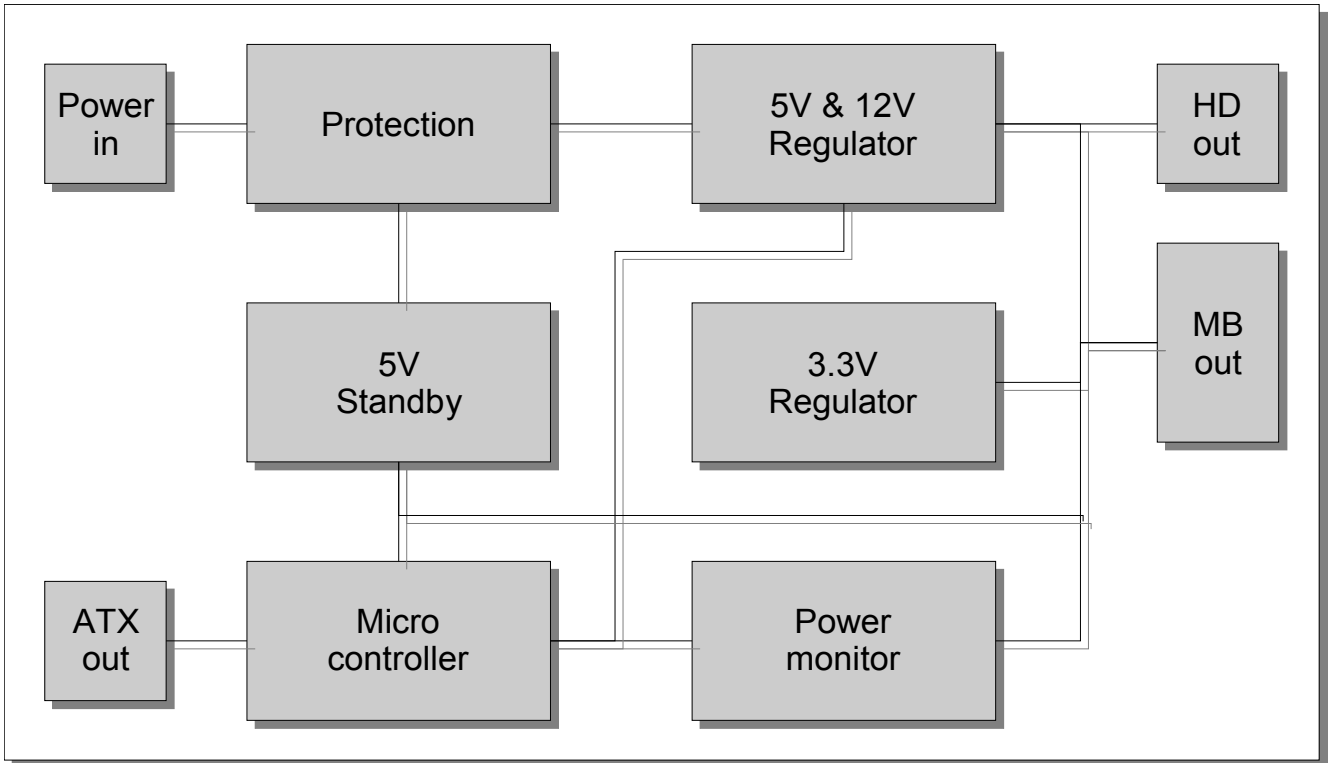 Power
in
Protection
5V & 12V
Regulator
HD
out
5V
Standby
3.3V
Regulator
MB
out
ATX
out
Micro
controller
Power
monitor